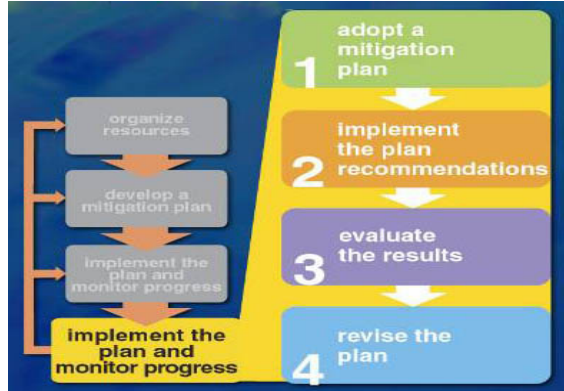 organize
resources
develop a
mitigation plan
implement the
plan and
monitor progress
implement the
plan and
monitor progress
1
adopt a
mitigation
plan
2
implement
the plan
recommendations
3
evaluate
the results
4
revise the
plan